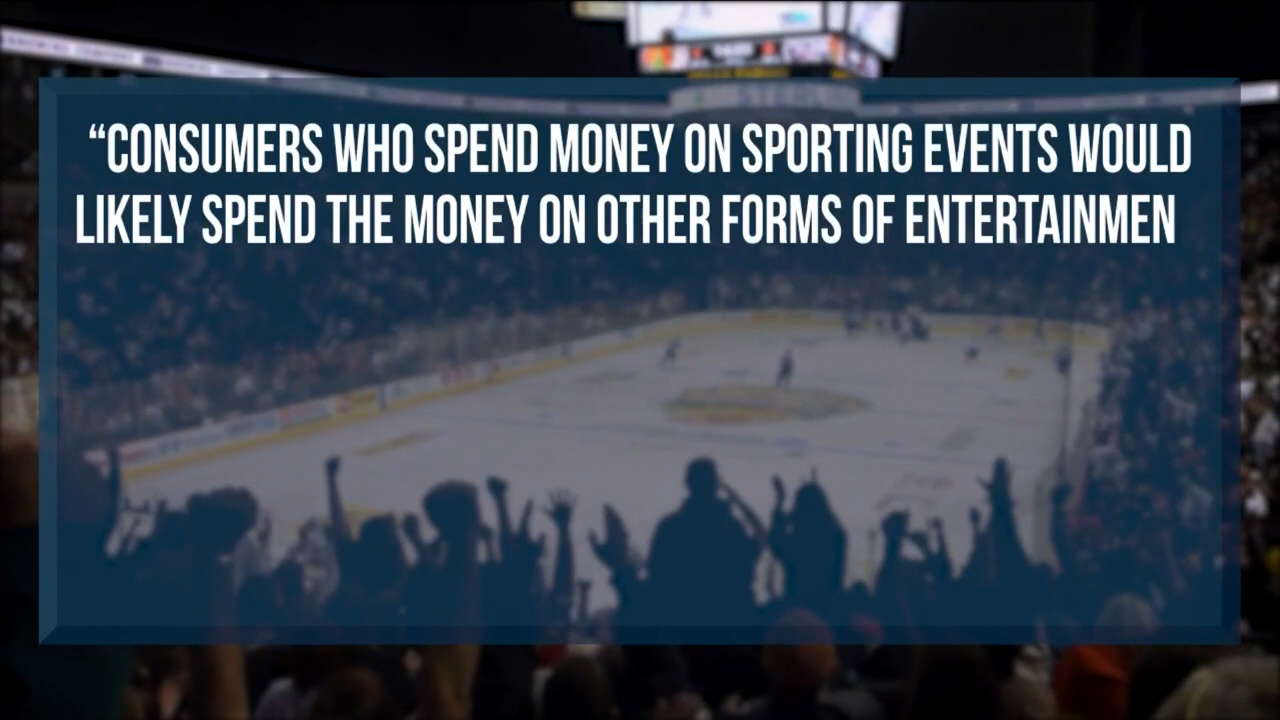 “CONSUMERS WHO SPEND MONEY ON SPORTING EVENTS WOULD
LIKELY SPEND THE MONEY ON OTHER FORMS OF ENTERTAINMEN